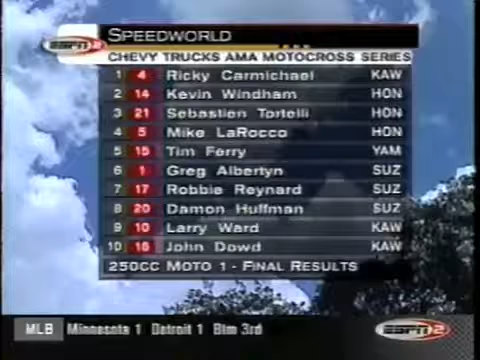 ESPN2 SPEEDWORLD
CHEVY TRUCKS AMA MOTOCROSS SERIES
1 4 Ricky Carmichael KAW
2 14 Kevin Windham HON
3 21 Sebastien Tortelli HON
4 5 Mike LaRocco HON
5 15 Tim Ferry YAM
6 1 Greg Albertyn SUZ
7 17 Robbie Reynard SUZ
8 20 Damon Huffman SUZ
9 10 Larry Ward KAW
10 16 John Dowd KAW
250CC MOTO 1 - FINAL RESULTS
MLB Minnesota 1 Detroit 1 Btm 3rd ESPN2